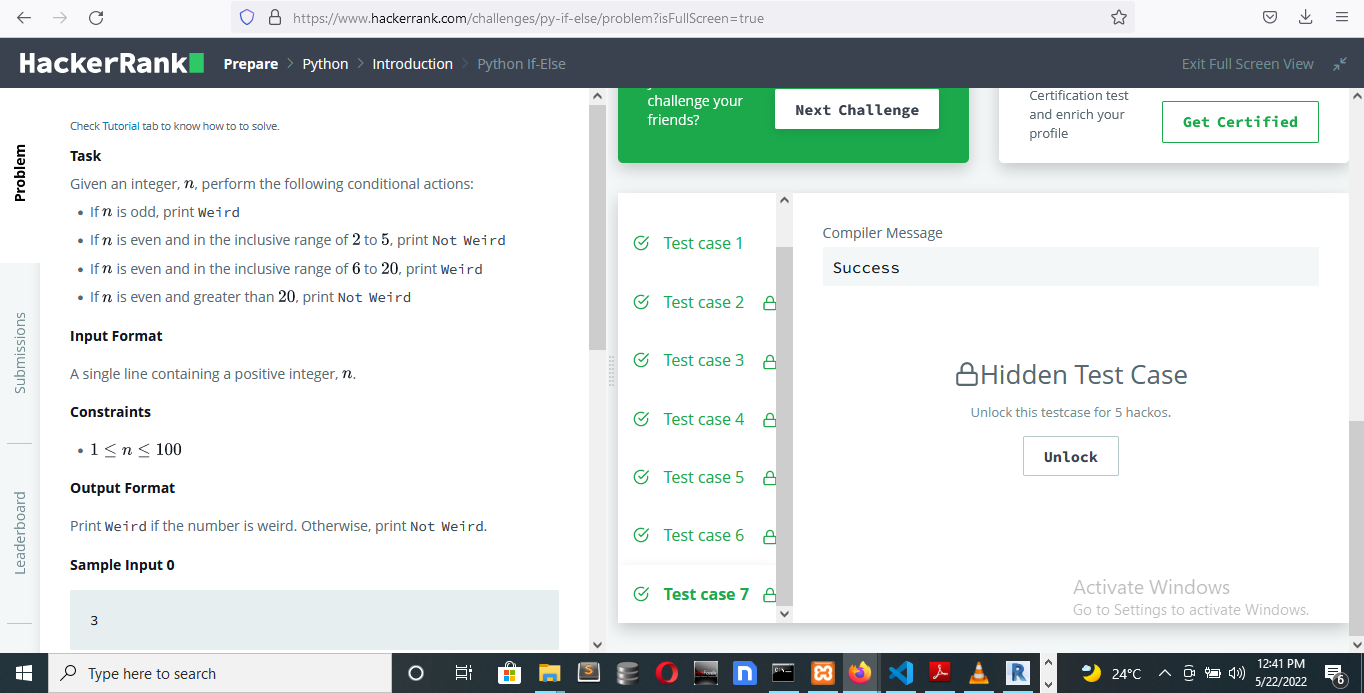 https://www.hackerrank.com/challenges/py-if-else/problem?isFullScreen=true
HackerRank
Prepare > Python > Introduction > Python If-Else
Exit Full Screen View
Problem
Submissions
Leaderboard
Check Tutorial tab to know how to to solve.
Task
Given an integer, n, perform the following conditional actions:
• If n is odd, print Weird
• If n is even and in the inclusive range of 2 to 5, print Not Weird
• If n is even and in the inclusive range of 6 to 20, print Weird
• If n is even and greater than 20, print Not Weird
Input Format
A single line containing a positive integer, n.
Constraints
• 1 ≤ n ≤ 100
Output Format
Print Weird if the number is weird. Otherwise, print Not Weird.
Sample Input 0
3
challenge your
friends?
Next Challenge
Certification test
and enrich your
profile
Get Certified
Test case 1
Test case 2
Test case 3
Test case 4
Test case 5
Test case 6
Test case 7
Compiler Message
Success
Hidden Test Case
Unlock this testcase for 5 hackos.
Unlock
Activate Windows
Go to Settings to activate Windows.
Type here to search
24°C
12:41 PM
5/22/2022
6